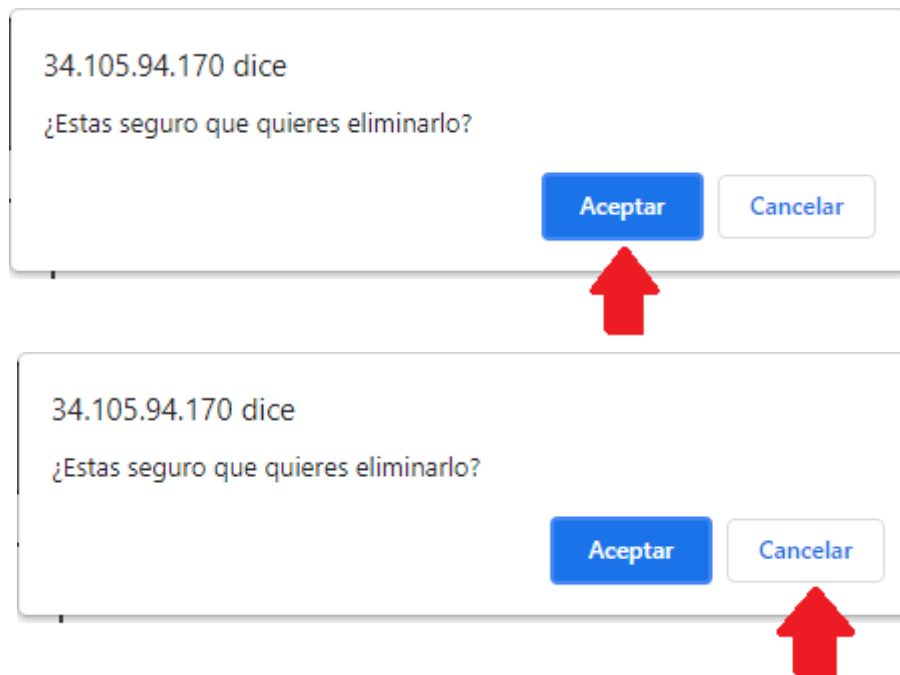 34.105.94.170 dice
¿Estas seguro que quieres eliminarlo?
Aceptar Cancelar
34.105.94.170 dice
¿Estas seguro que quieres eliminarlo?
Aceptar Cancelar